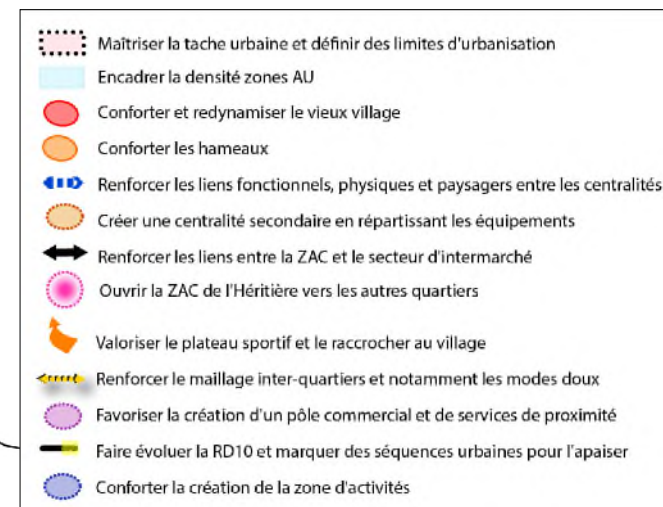 Maîtriser la tache urbaine et définir des limites d'urbanisation
Encadrer la densité zones AU
Conforter et redynamiser le vieux village
Conforter les hameaux
Renforcer les liens fonctionnels, physiques et paysagers entre les centralités
Créer une centralité secondaire en répartissant les équipements
Renforcer les liens entre la ZAC et le secteur d'intermarché
Ouvrir la ZAC de l'Héritière vers les autres quartiers
Valoriser le plateau sportif et le raccrocher au village
Renforcer le maillage inter-quartiers et notamment les modes doux
Favoriser la création d'un pôle commercial et de services de proximité
Faire évoluer la RD10 et marquer des séquences urbaines pour l'apaiser
Conforter la création de la zone d'activités